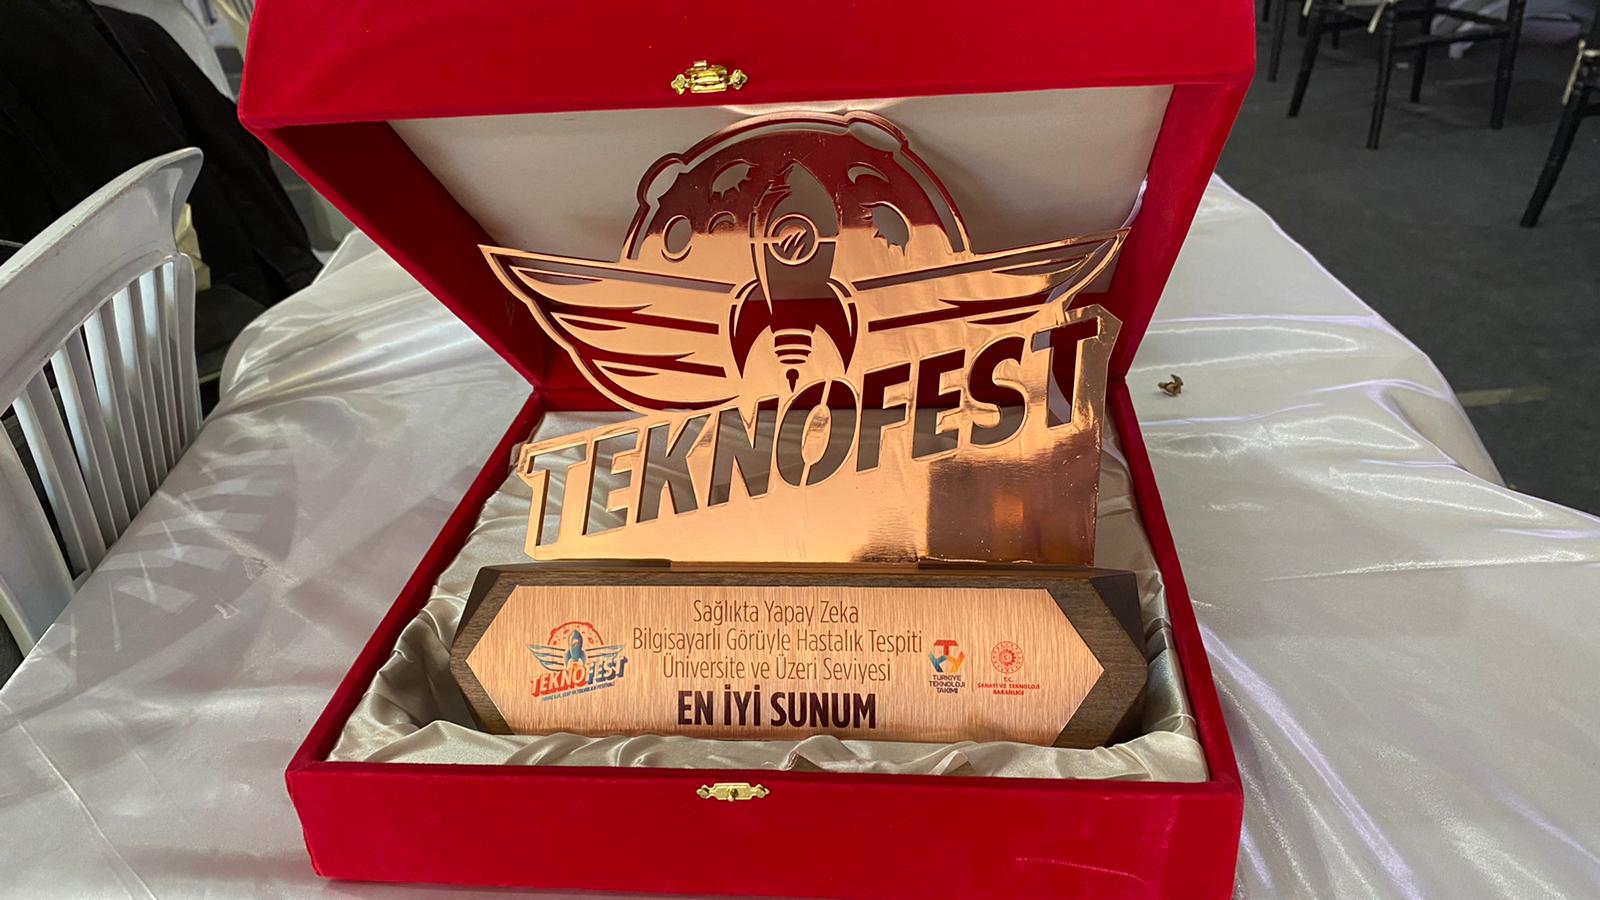 TEKNOFEST
Sağlıkta Yapay Zeka
Bilgisayarlı Görüyle Hastalık Tespiti
Üniversite ve Üzeri Seviyesi
EN İYİ SUNUM
TEKNOFEST
TÜRKİYE
TEKNOLOJİ
TAKIMI
T.C.
SANAYİ VE TEKNOLOJİ
BAKANLIĞI